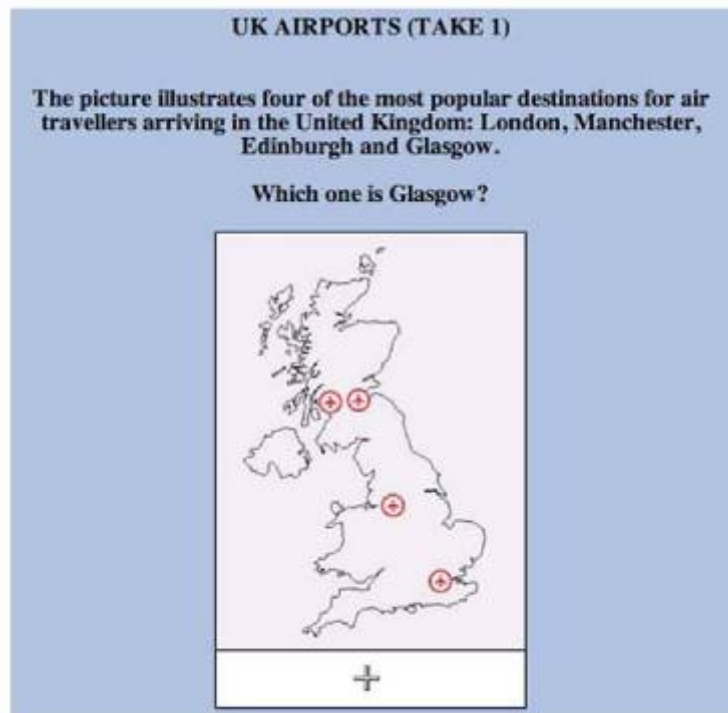 UK AIRPORTS (TAKE 1)
The picture illustrates four of the most popular destinations for air
travellers arriving in the United Kingdom: London, Manchester,
Edinburgh and Glasgow.
Which one is Glasgow?